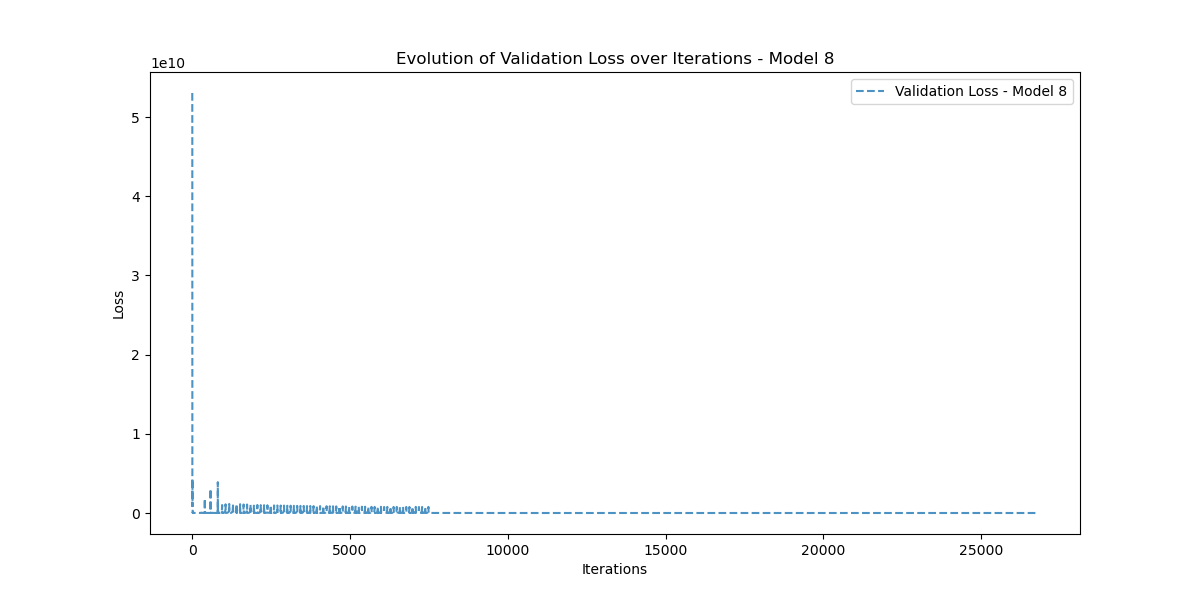 Evolution of Validation Loss over Iterations - Model 8
1e10
Validation Loss - Model 8
5
4
3
2
1
0
Loss
0 5000 10000 15000 20000 25000
Iterations